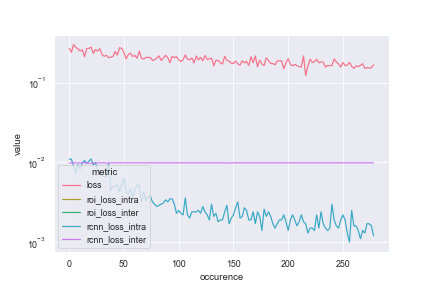 10⁻¹
10⁻²
10⁻³
value
metric
loss
roi_loss_intra
roi_loss_inter
rcnn_loss_intra
rcnn_loss_inter
0 50 100 150 200 250
occurence